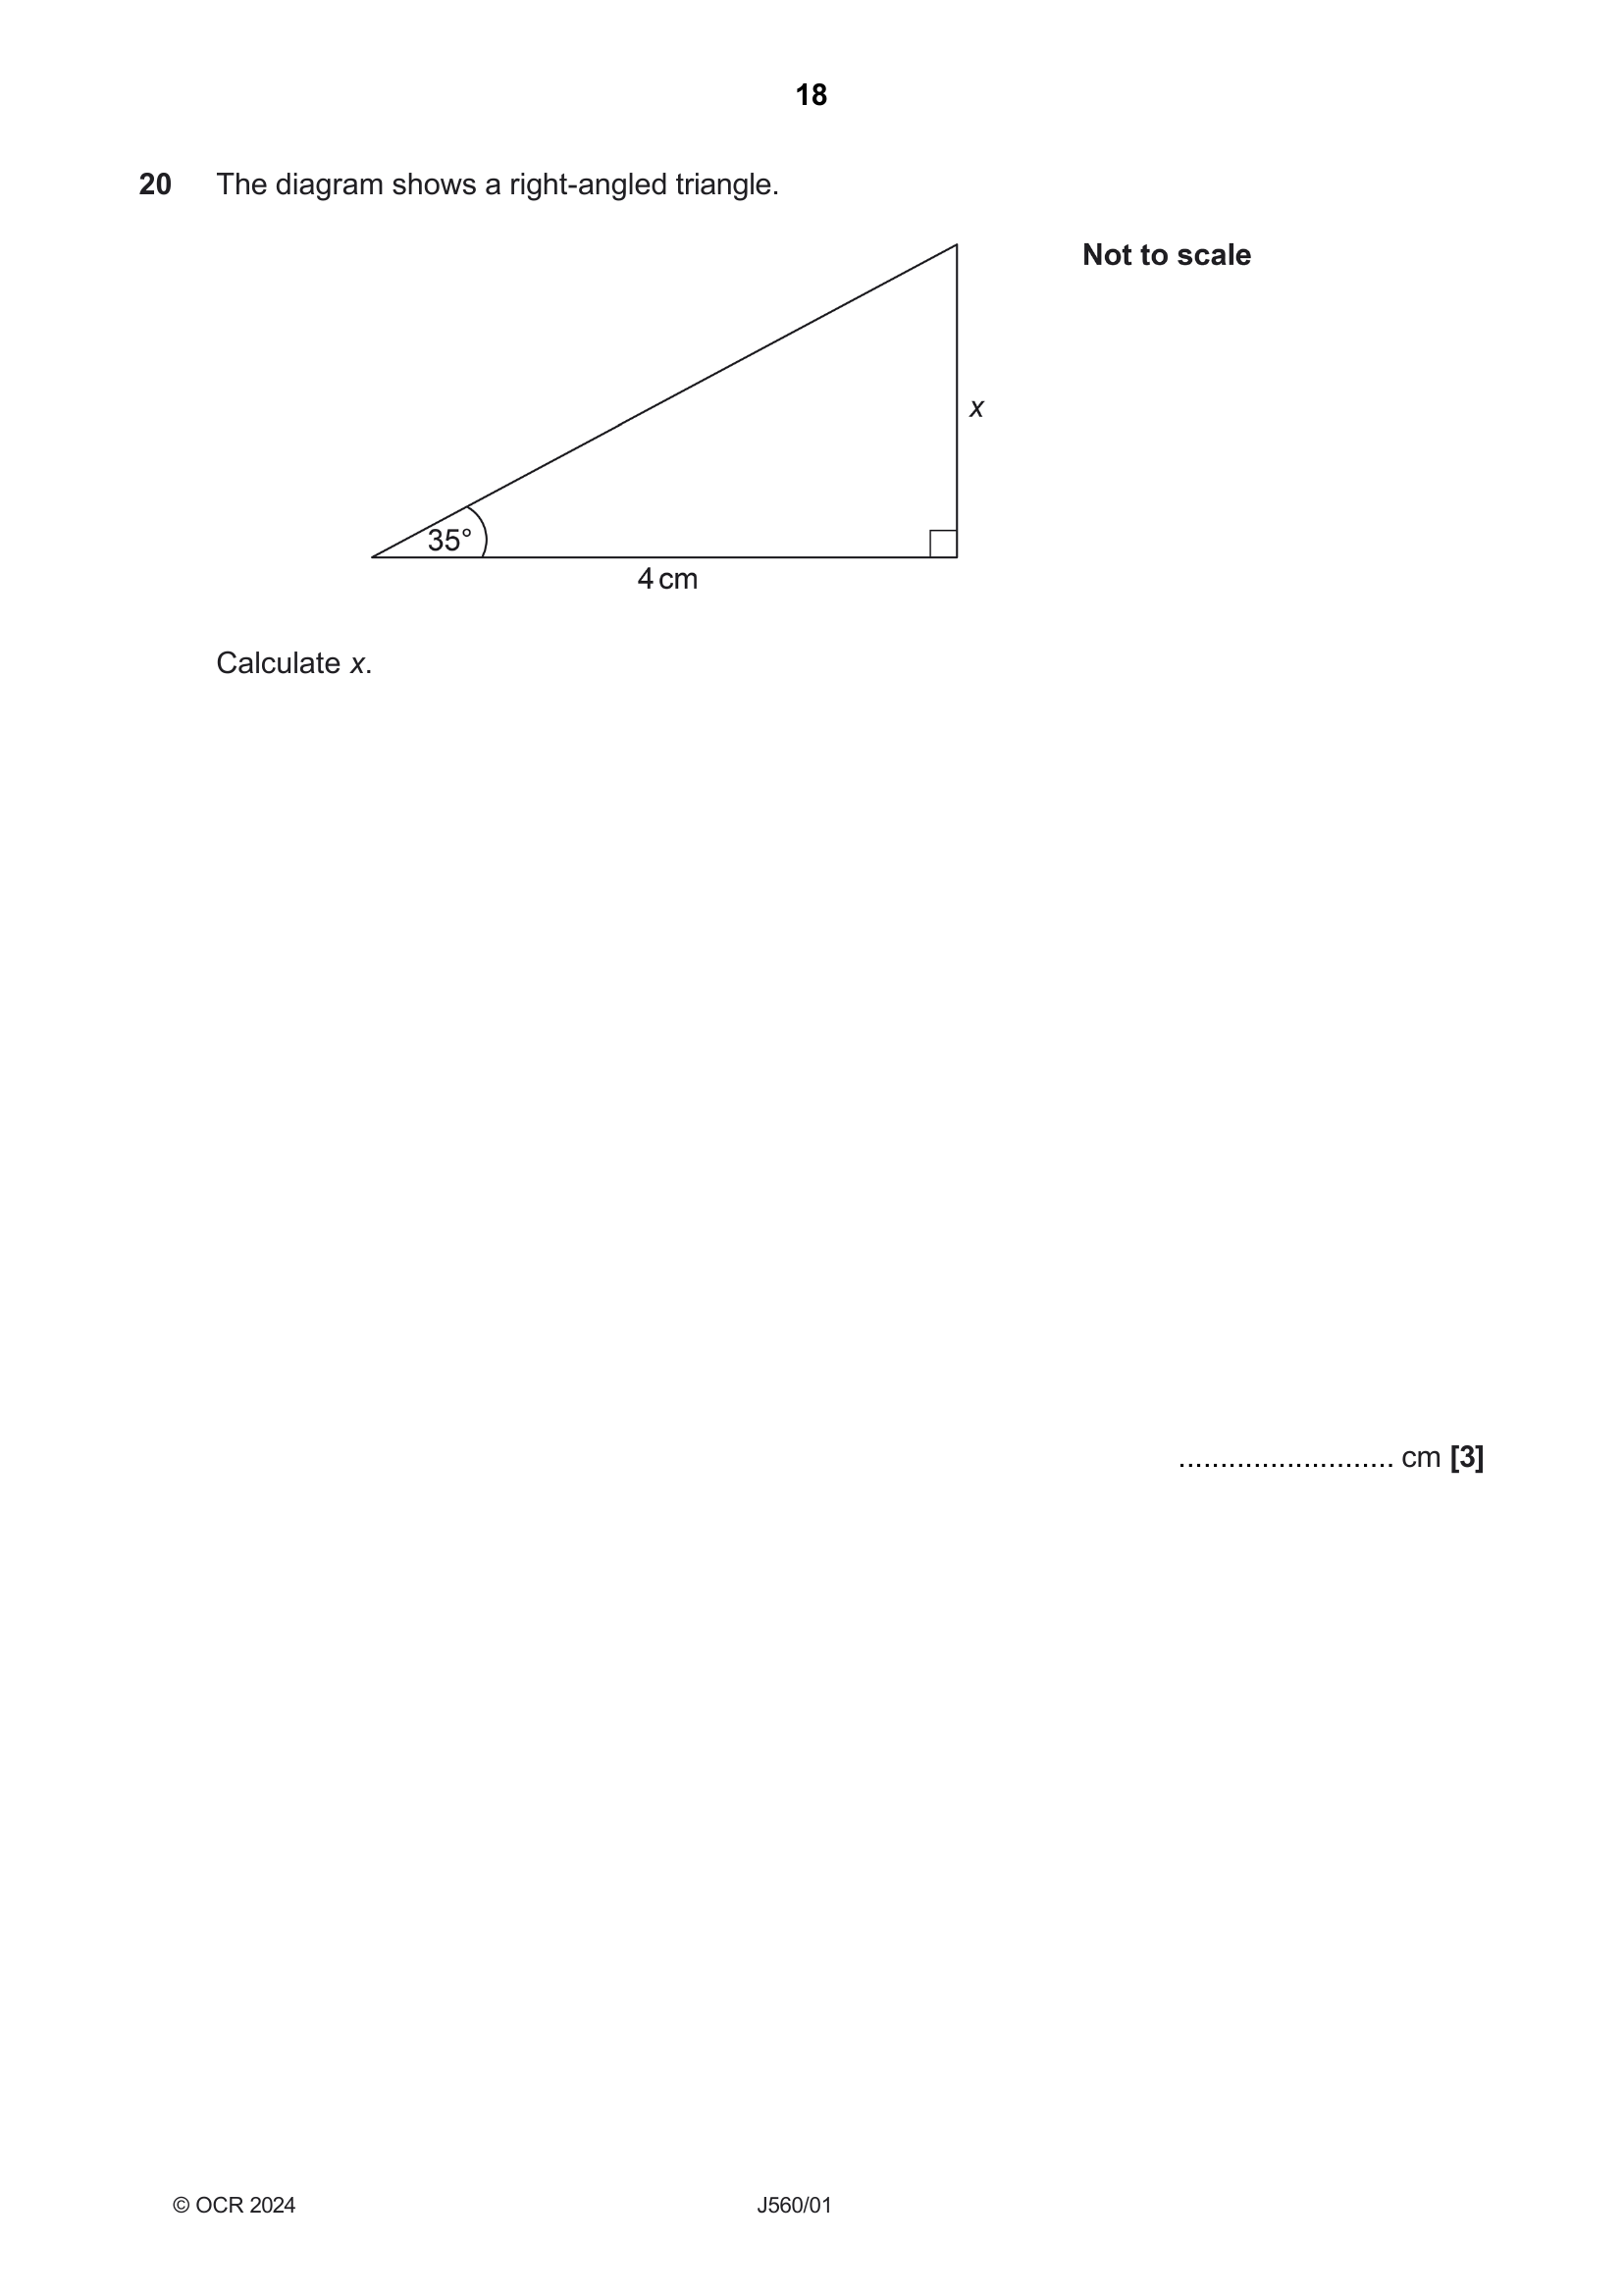 18
20 The diagram shows a right-angled triangle.
Not to scale
x
35°
4 cm
Calculate x.
.......................... cm [3]
© OCR 2024 J560/01